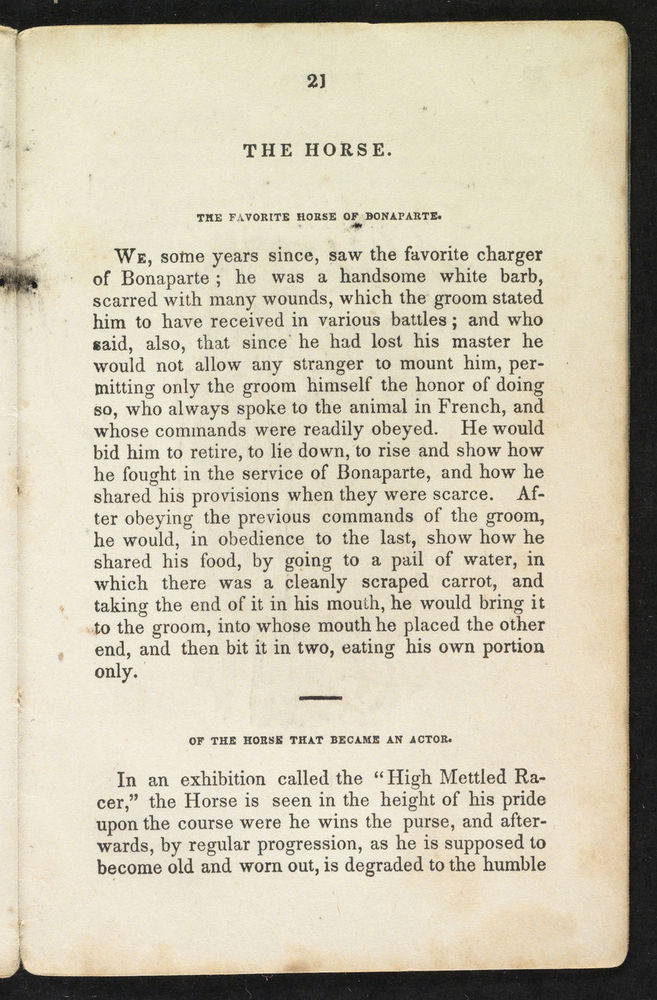 21
THE HORSE.
THE FAVORITE HORSE OF BONAPARTE.
WE, some years since, saw the favorite charger
of Bonaparte ; he was a handsome white barb,
scarred with many wounds, which the groom stated
him to have received in various battles ; and who
said, also, that since he had lost his master he
would not allow any stranger to mount him, per-
mitting only the groom himself the honor of doing
so, who always spoke to the animal in French, and
whose commands were readily obeyed. He would
bid him to retire, to lie down, to rise and show how
he fought in the service of Bonaparte, and how he
shared his provisions when they were scarce. Af-
ter obeying the previous commands of the groom,
he would, in obedience to the last, show how he
shared his food, by going to a pail of water, in
which there was a cleanly scraped carrot, and
taking the end of it in his mouth, he would bring it
to the groom, into whose mouth he placed the other
end, and then bit it in two, eating his own portion
only.
OF THE HORSE THAT BECAME AN ACTOR.
In an exhibition called the “High Mettled Ra-
cer,” the Horse is seen in the height of his pride
upon the course were he wins the purse, and after-
wards, by regular progression, as he is supposed to
become old and worn out, is degraded to the humble